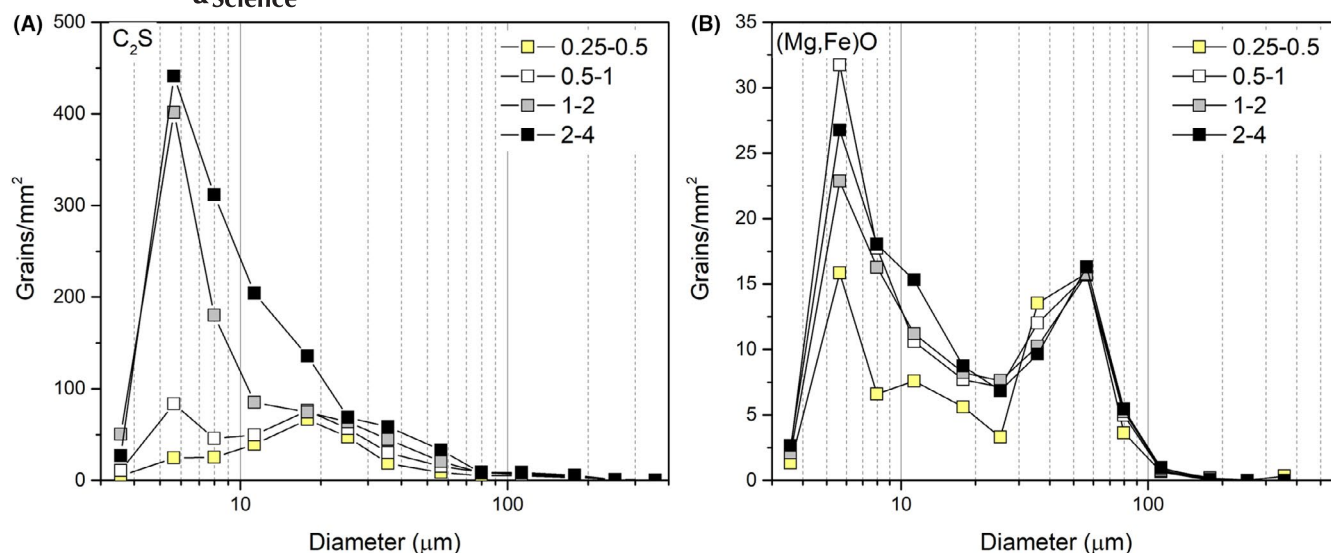 & Science
(A)
C₂S
0.25-0.5
0.5-1
1-2
2-4
500
400
300
200
100
0
Grains/mm²
10
100
Diameter (μm)
(B)
(Mg,Fe)O
0.25-0.5
0.5-1
1-2
2-4
35
30
25
20
15
10
5
0
Grains/mm²
10
100
Diameter (μm)